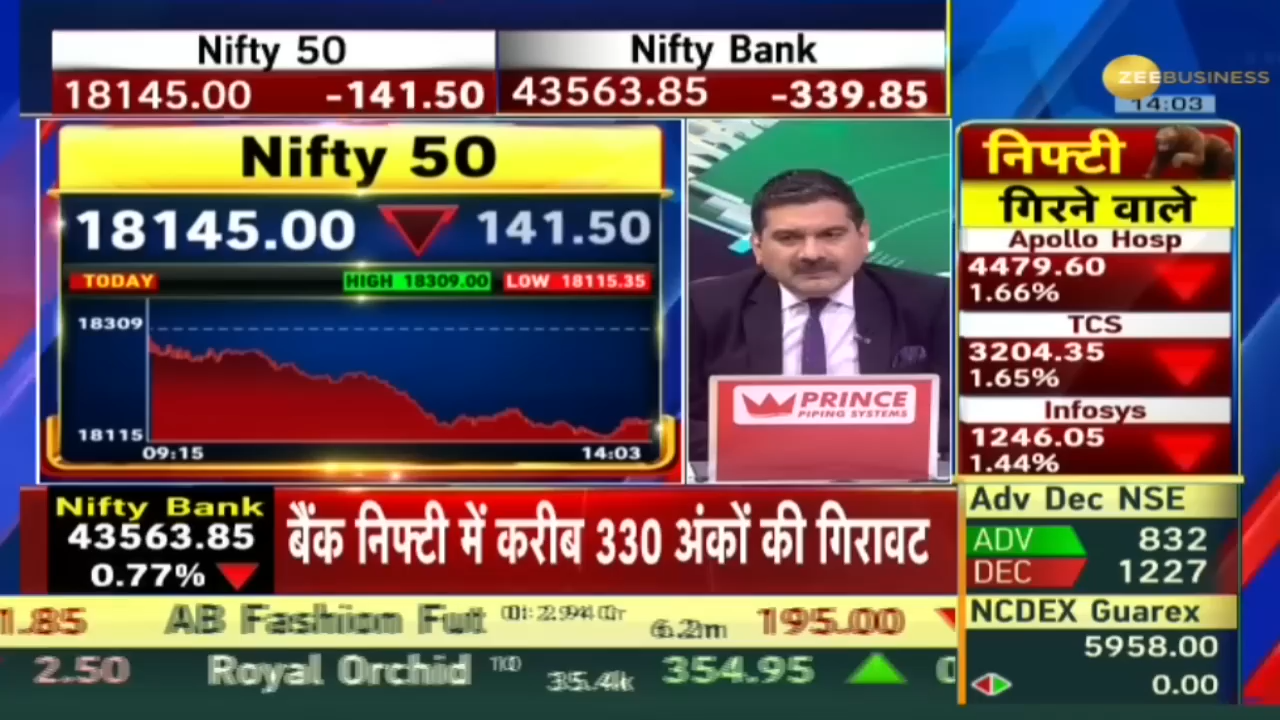 Nifty 50
18145.00 -141.50
Nifty Bank
43563.85 -339.85
ZEEBUSINESS
14:03
Nifty 50
18145.00 141.50
TODAY HIGH 18309.00 LOW 18115.35
18309
18115
09:15 14:03
PRINCE
PIPING SYSTEMS
निफ्टी
गिरने वाले
Apollo Hosp
4479.60
1.66%
TCS
3204.35
1.65%
Infosys
1246.05
1.44%
Adv Dec NSE
ADV 832
DEC 1227
NCDEX Guarex
5958.00
0.00
Nifty Bank
43563.85
0.77%
बैंक निफ्टी में करीब 330 अंकों की गिरावट
1.85 AB Fashion Fut 6.2m 195.00
2.50 Royal Orchid 35.4k 354.95